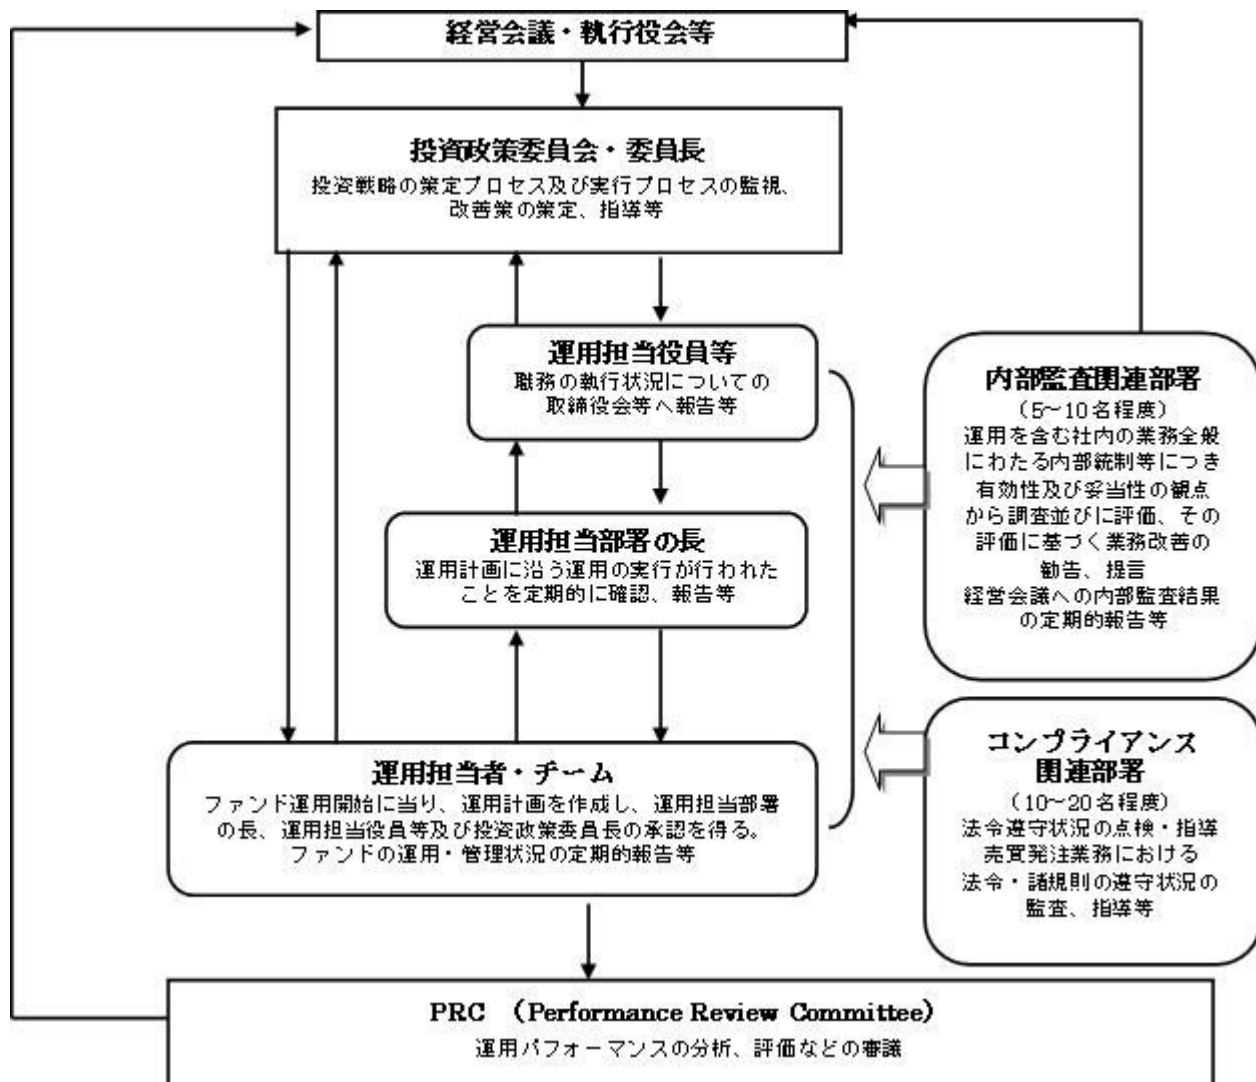 経営会議・執行役会等
投資政策委員会・委員長
投資戦略の策定プロセス及び実行プロセスの監視、
改善策の策定、指導等
運用担当役員等
職務の執行状況についての
取締役会等へ報告等
運用担当部署の長
運用計画に沿う運用の実行が行われた
ことを定期的に確認、報告等
運用担当者・チーム
ファンド運用開始に当り、運用計画を作成し、運用担当部署
の長、運用担当役員等及び投資政策委員長の承認を得る。
ファンドの運用・管理状況の定期的報告等
内部監査関連部署
（5～10名程度）
運用を含む社内の業務全般
にわたる内部統制等につき
有効性及び妥当性の観点
から調査並びに評価、その
評価に基づく業務改善の
勧告、提言
経営会議への内部監査結果
の定期的報告等
コンプライアンス
関連部署
（10～20名程度）
法令遵守状況の点検・指導
売買発注業務における
法令・諸規則の遵守状況の
監査、指導等
PRC （Performance Review Committee）
運用パフォーマンスの分析、評価などの審議